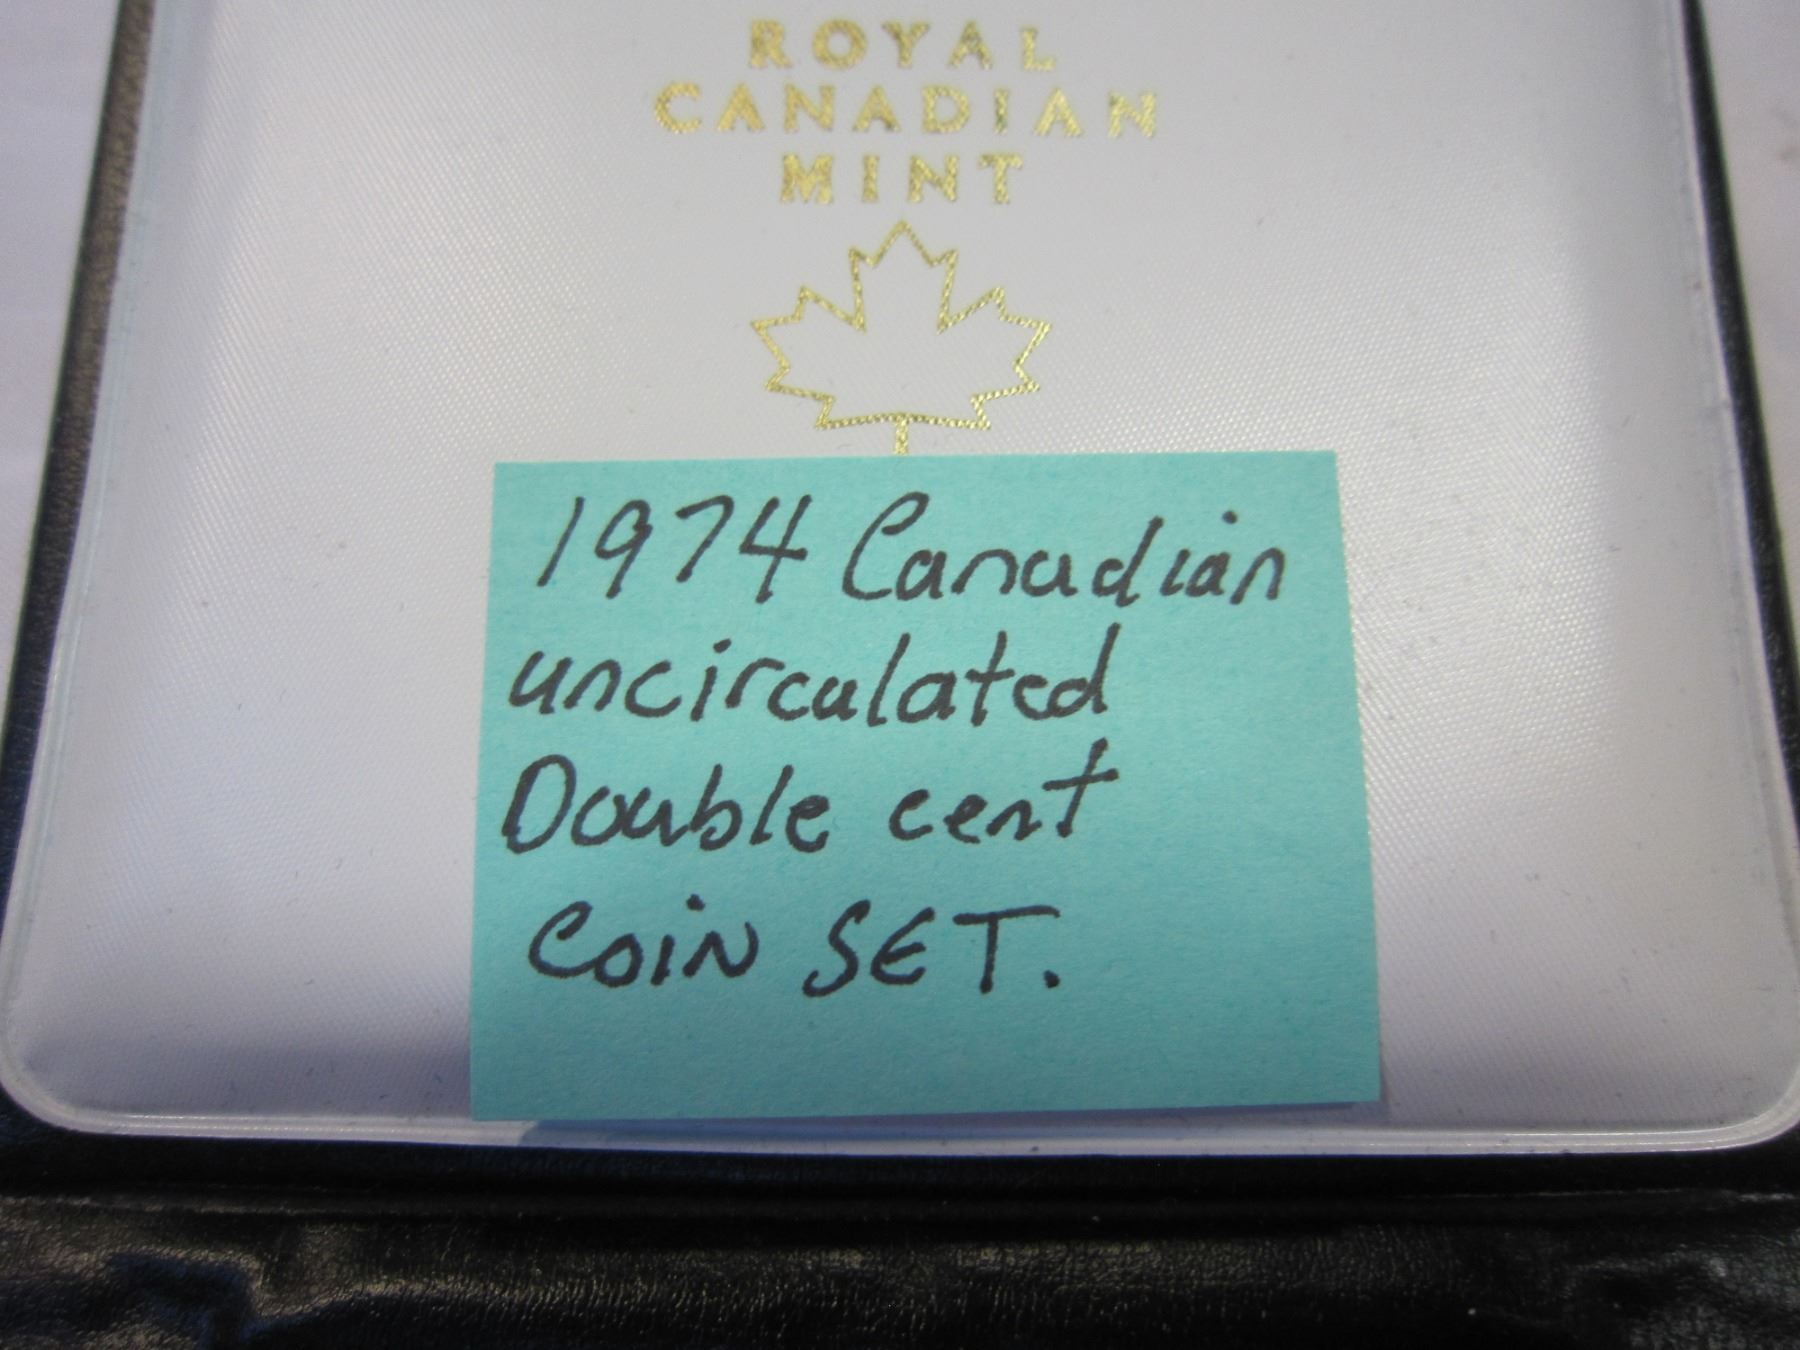 ROYAL
CANADIAN
MINT
1974 Canadian
uncirculated
Double cent
COiN SET.